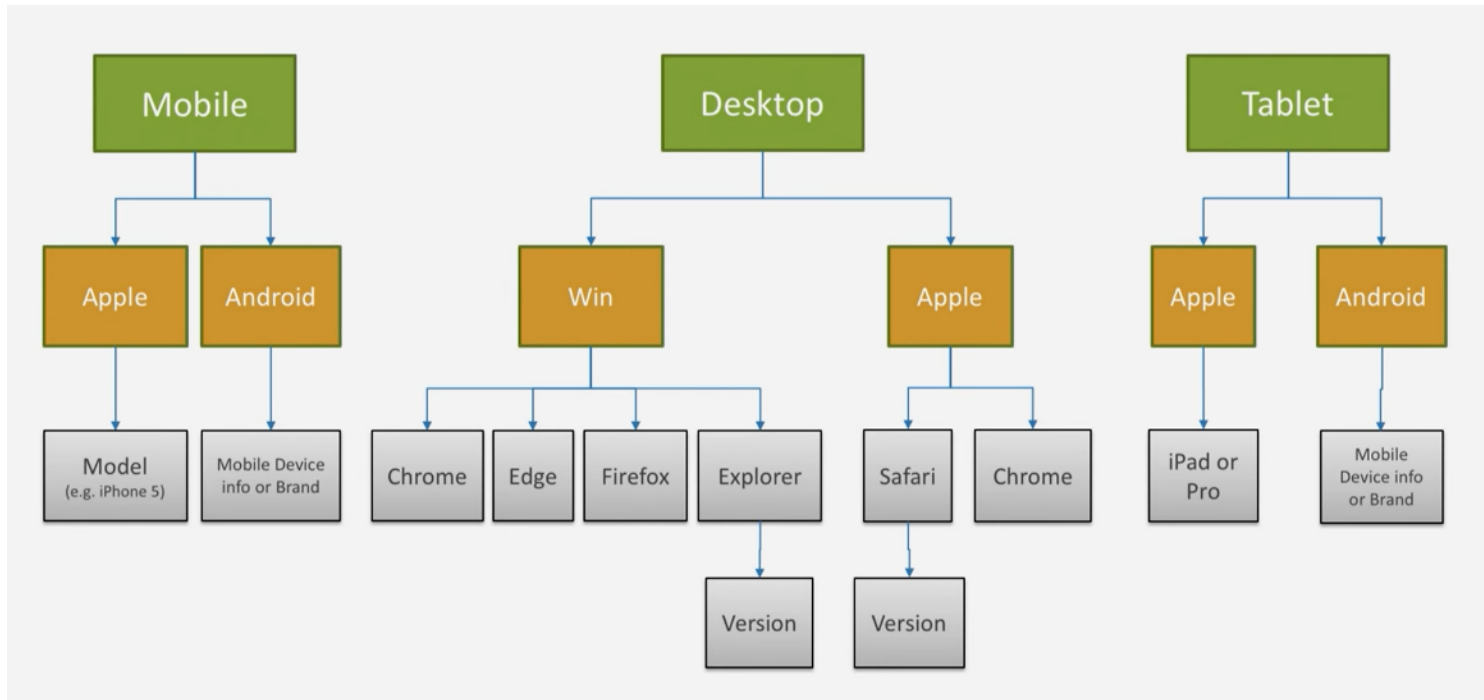 Mobile
Desktop
Tablet
Apple
Android
Win
Apple
Apple
Android
Model
(e.g. iPhone 5)
Mobile Device
info or Brand
Chrome
Edge
Firefox
Explorer
Safari
Chrome
iPad or
Pro
Mobile
Device info
or Brand
Version
Version